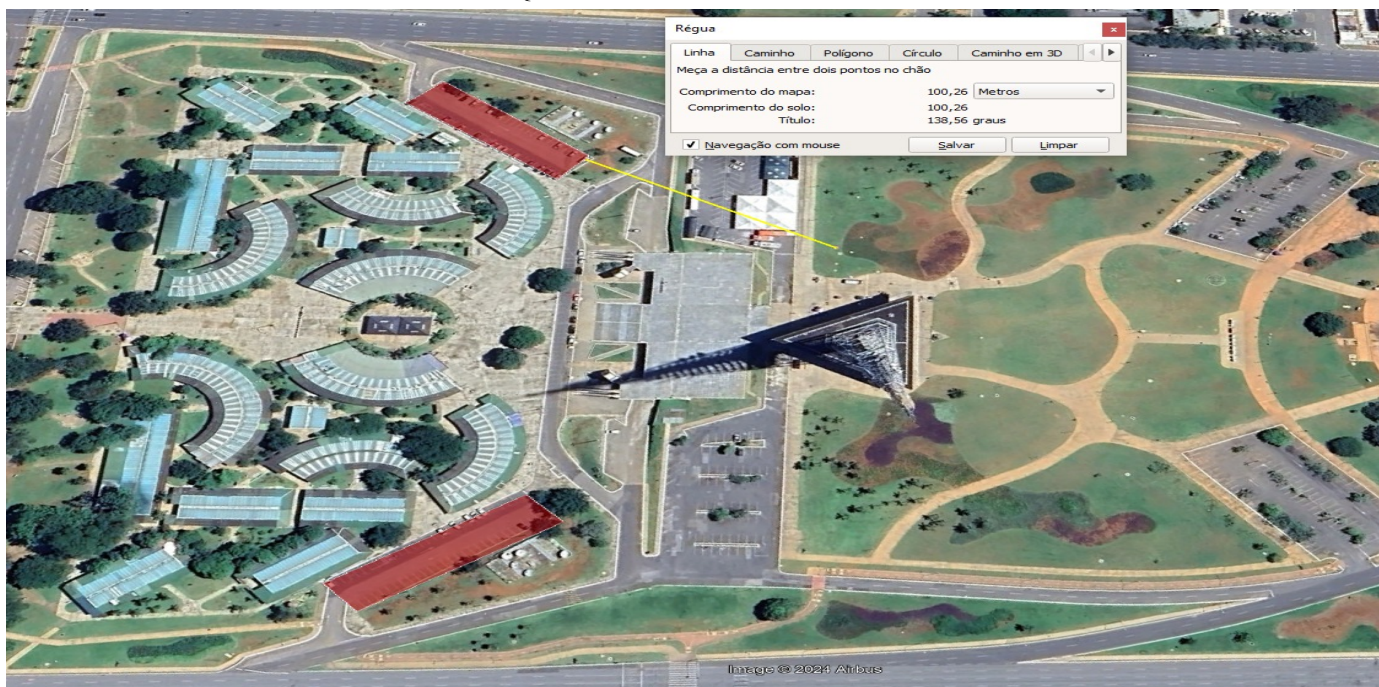 Régua
Linha Caminho Polígono Círculo Caminho em 3D
Meça a distância entre dois pontos no chão
Comprimento do mapa: 100,26 Metros
Comprimento do solo: 100,26
Título: 138,56 graus
Navegação com mouse Salvar Limpar
Image © 2024 Airbus